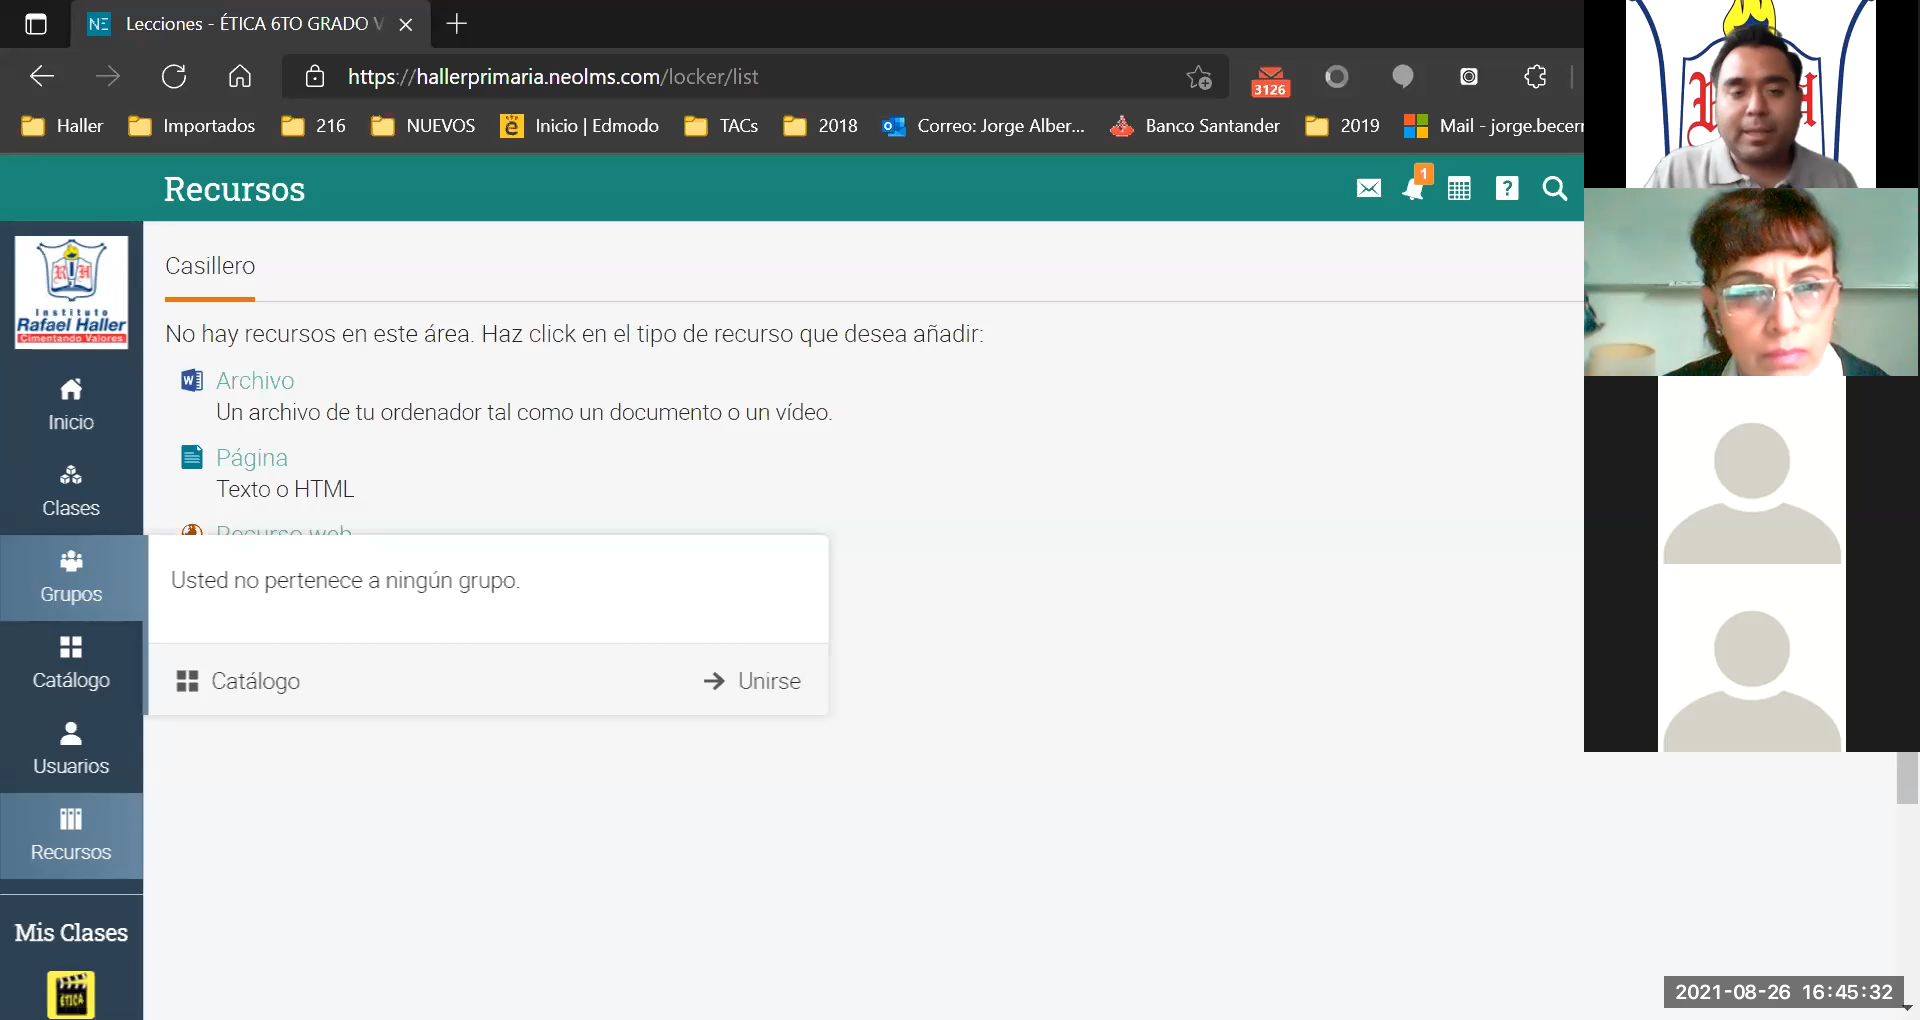 Lecciones - ÉTICA 6TO GRADO V
https://hallerprimaria.neolms.com/locker/list
3126
Haller
Importados
216
NUEVOS
Inicio | Edmodo
TACs
2018
Correo: Jorge Alber...
Banco Santander
2019
Mail - jorge.becerr
Recursos
1
Instituto
Rafael Haller
Cimentando Valores
Casillero
No hay recursos en este área. Haz click en el tipo de recurso que desea añadir:
Archivo
Un archivo de tu ordenador tal como un documento o un vídeo.
Página
Texto o HTML
Recurso web
Usted no pertenece a ningún grupo.
Catálogo
Unirse
Inicio
Clases
Grupos
Catálogo
Usuarios
Recursos
Mis Clases
ÉTICA
2021-08-26 16:45:32